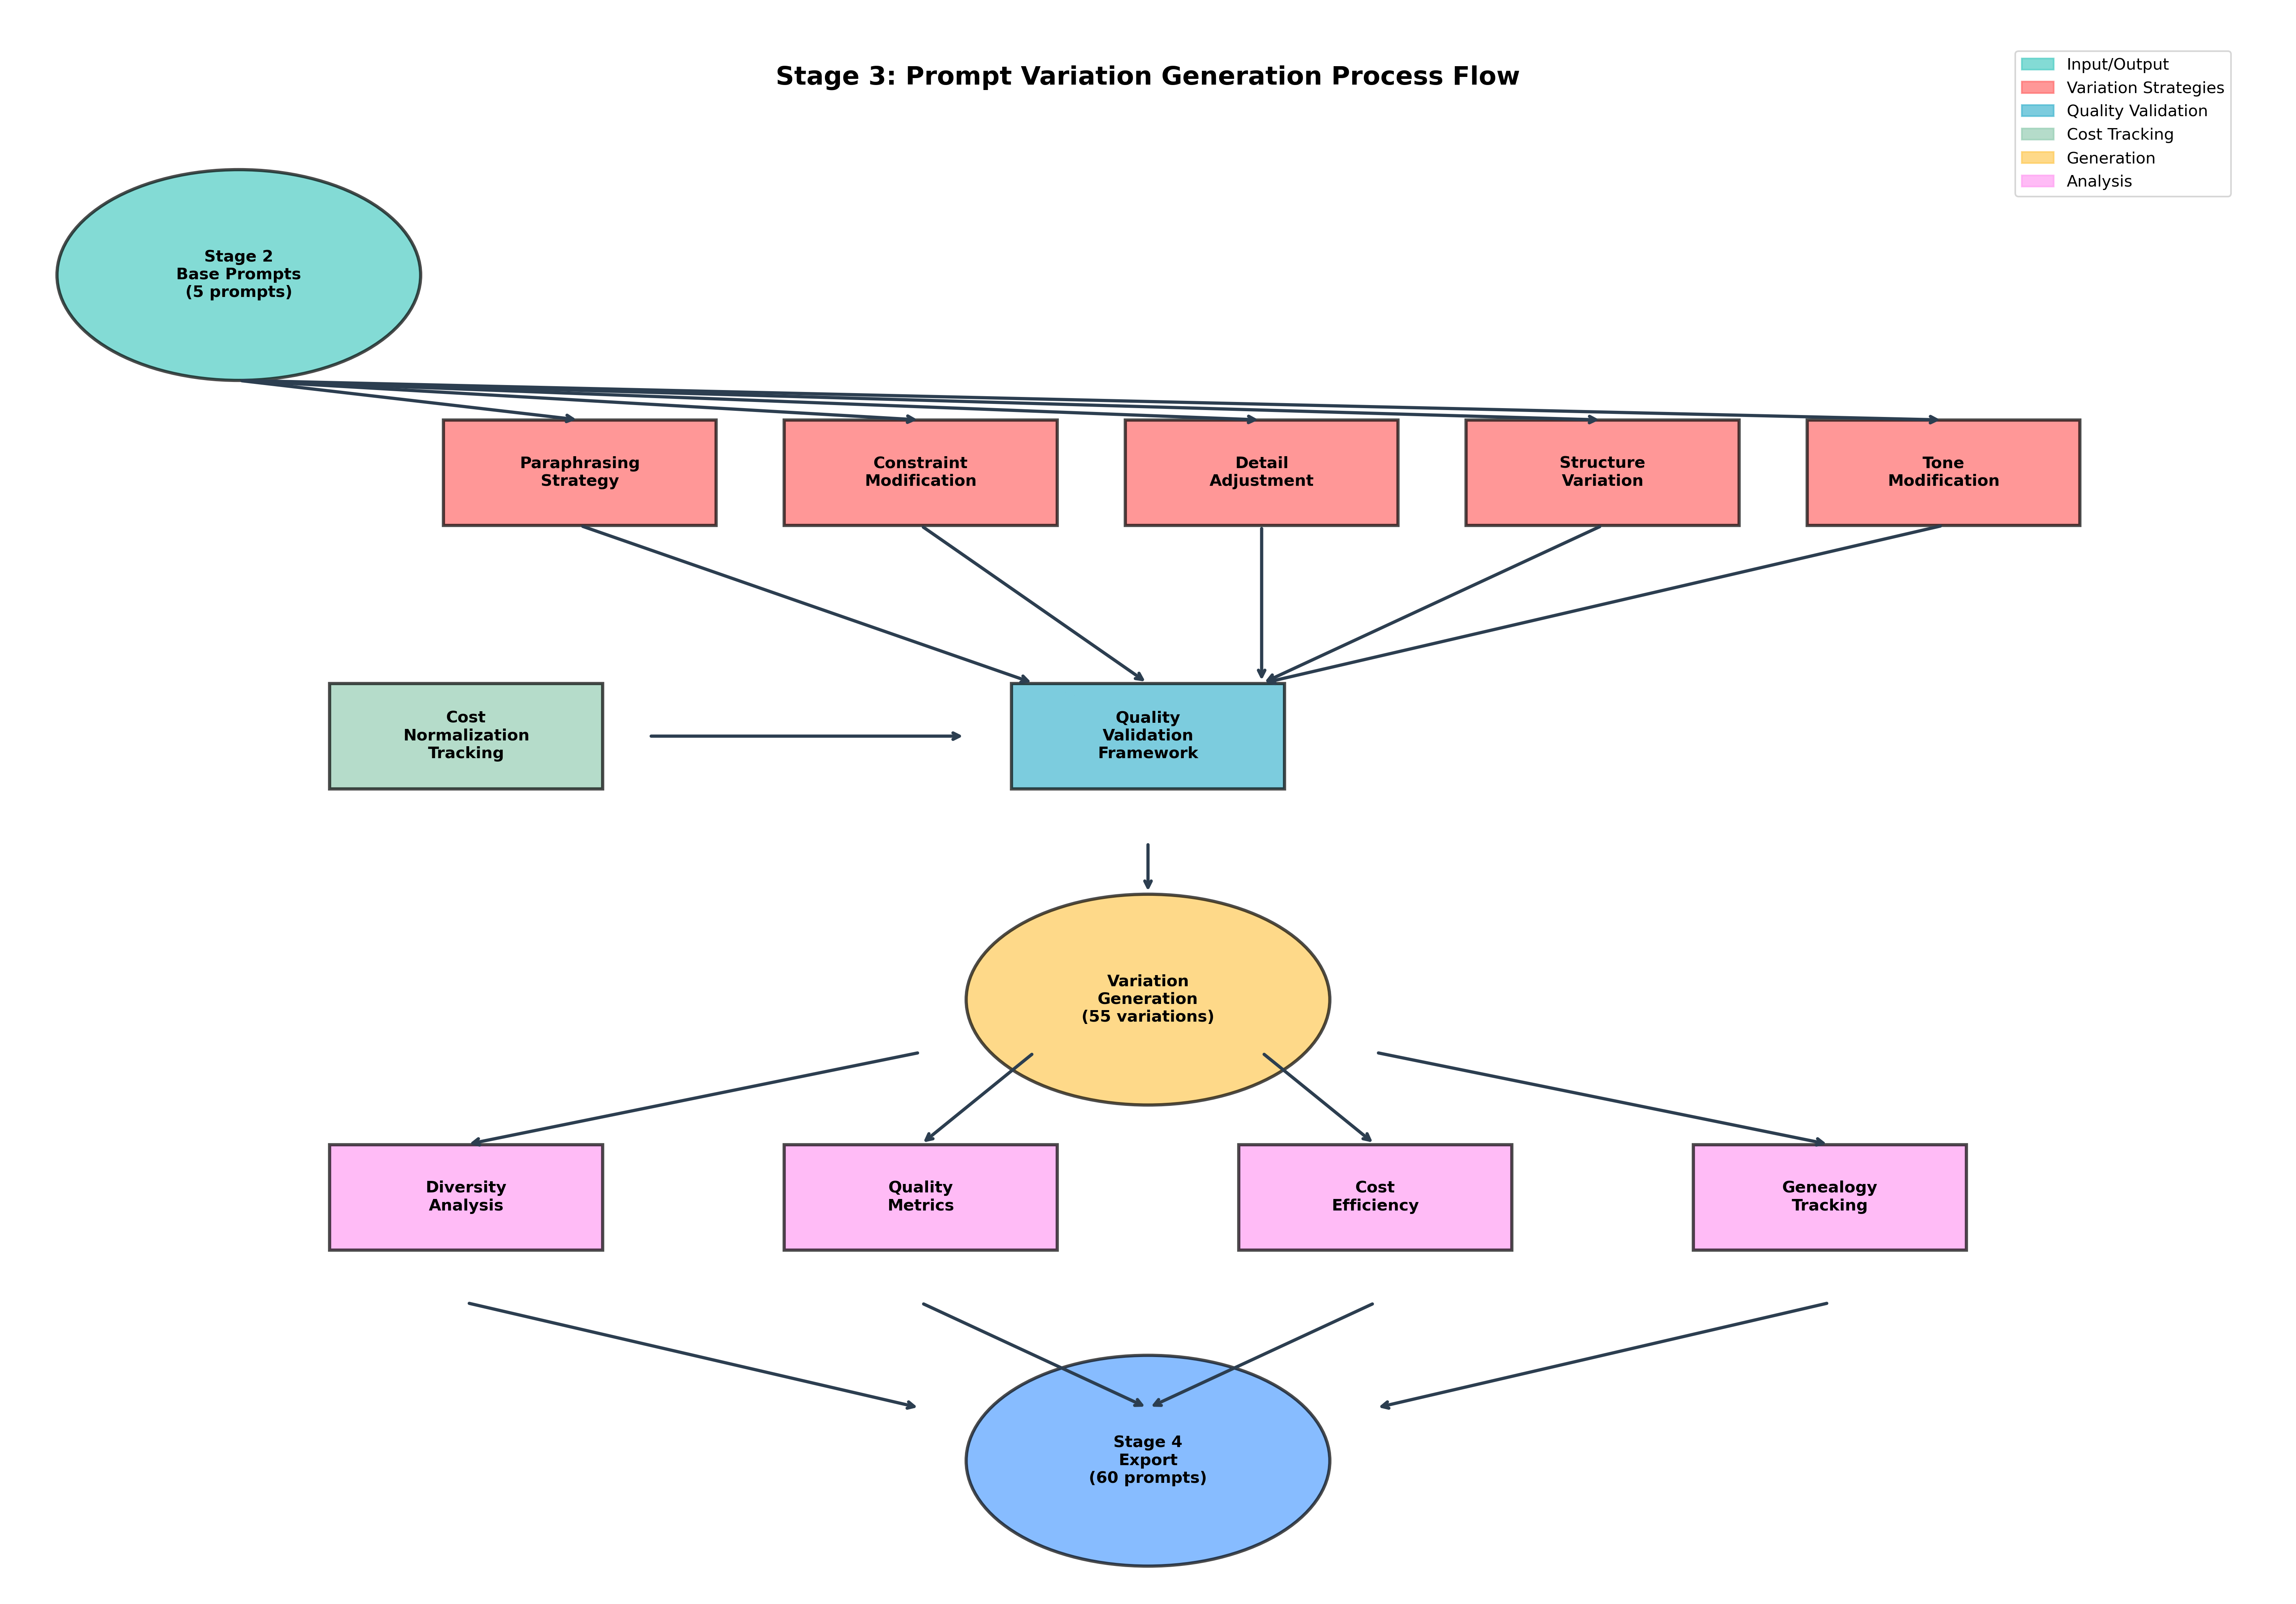 Stage 3: Prompt Variation Generation Process Flow
Input/Output
Variation Strategies
Quality Validation
Cost Tracking
Generation
Analysis
Stage 2
Base Prompts
(5 prompts)
Paraphrasing
Strategy
Constraint
Modification
Detail
Adjustment
Structure
Variation
Tone
Modification
Cost
Normalization
Tracking
Quality
Validation
Framework
Variation
Generation
(55 variations)
Diversity
Analysis
Quality
Metrics
Cost
Efficiency
Genealogy
Tracking
Stage 4
Export
(60 prompts)